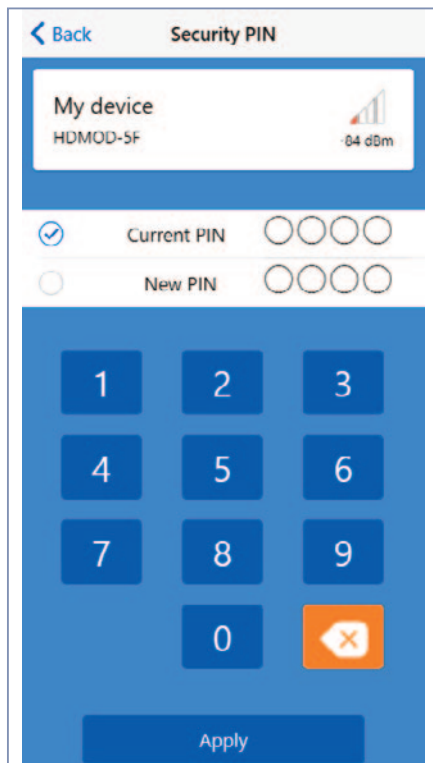 Back Security PIN
My device
HDMOD-5F
-84 dBm
Current PIN
New PIN
1 2 3
4 5 6
7 8 9
0
Apply